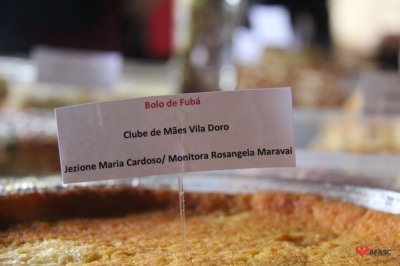 Bolo de Fubá
Clube de Mães Vila Doro
Jezione Maria Cardoso/ Monitora Rosangela Maravai
AFASC